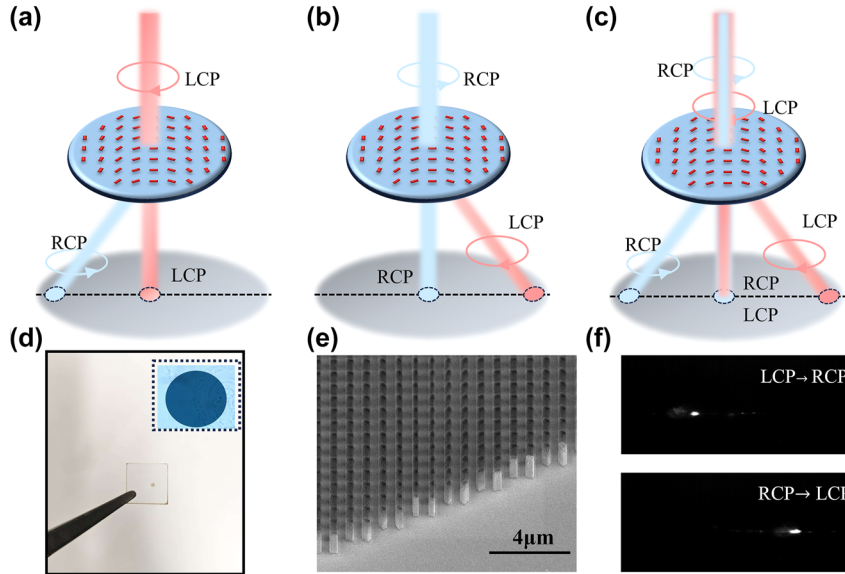 (a)
LCP
RCP
LCP
(b)
RCP
LCP
RCP
(c)
RCP
LCP
LCP
RCP
RCP
LCP
(d)
(e)
4μm
(f)
LCP→RCP
RCP→LCP